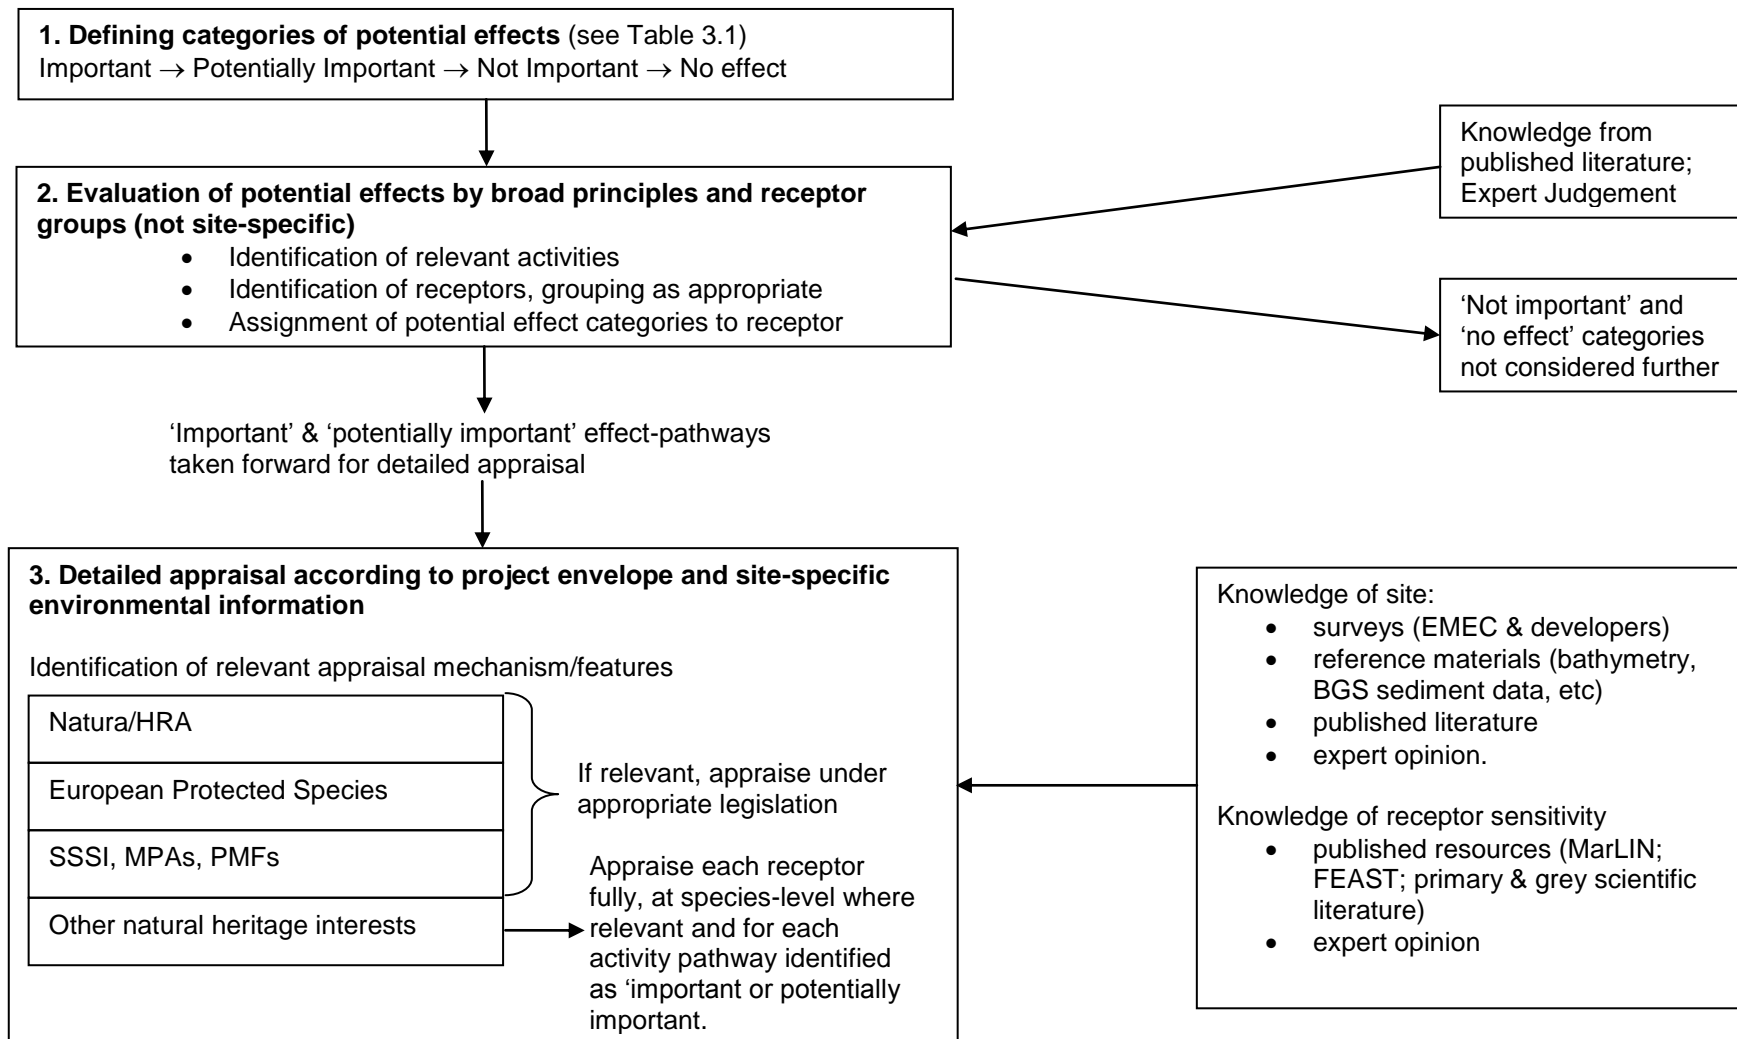 1. Defining categories of potential effects (see Table 3.1)
Important → Potentially Important → Not Important → No effect
Knowledge from
published literature;
Expert Judgement
2. Evaluation of potential effects by broad principles and receptor
groups (not site-specific)
• Identification of relevant activities
• Identification of receptors, grouping as appropriate
• Assignment of potential effect categories to receptor
‘Not important’ and
‘no effect’ categories
not considered further
‘Important’ & ‘potentially important’ effect-pathways
taken forward for detailed appraisal
3. Detailed appraisal according to project envelope and site-specific
environmental information
Identification of relevant appraisal mechanism/features
Natura/HRA
European Protected Species
SSSI, MPAs, PMFs
Other natural heritage interests
If relevant, appraise under
appropriate legislation
Appraise each receptor
fully, at species-level where
relevant and for each
activity pathway identified
as ‘important or potentially
important.
Knowledge of site:
• surveys (EMEC & developers)
• reference materials (bathymetry,
BGS sediment data, etc)
• published literature
• expert opinion.
Knowledge of receptor sensitivity
• published resources (MarLIN;
FEAST; primary & grey scientific
literature)
• expert opinion